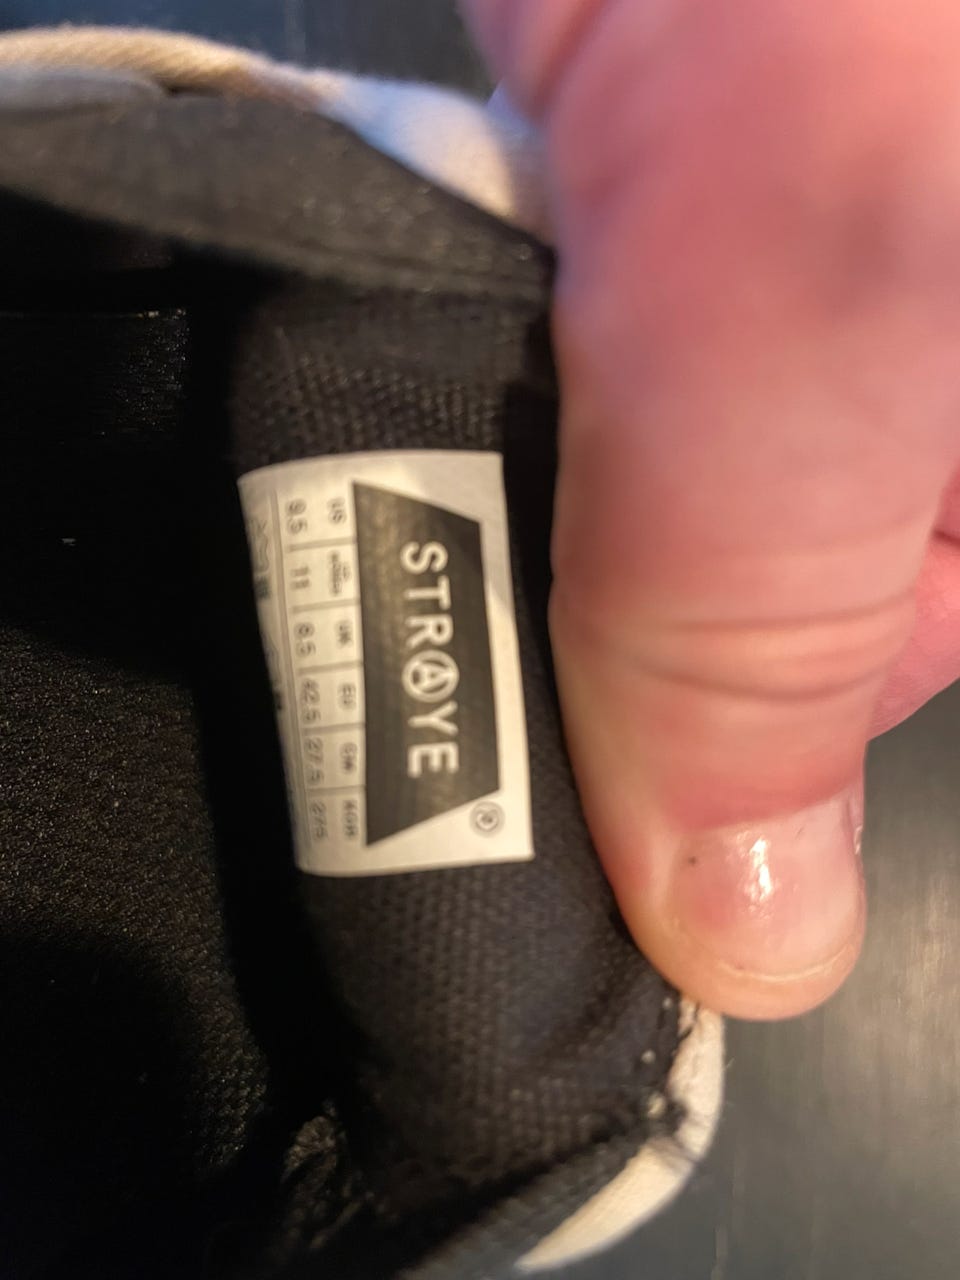 STRAYE ®
US UK EU CM KOR
9.5 11 8.5 42.5 27.5 275